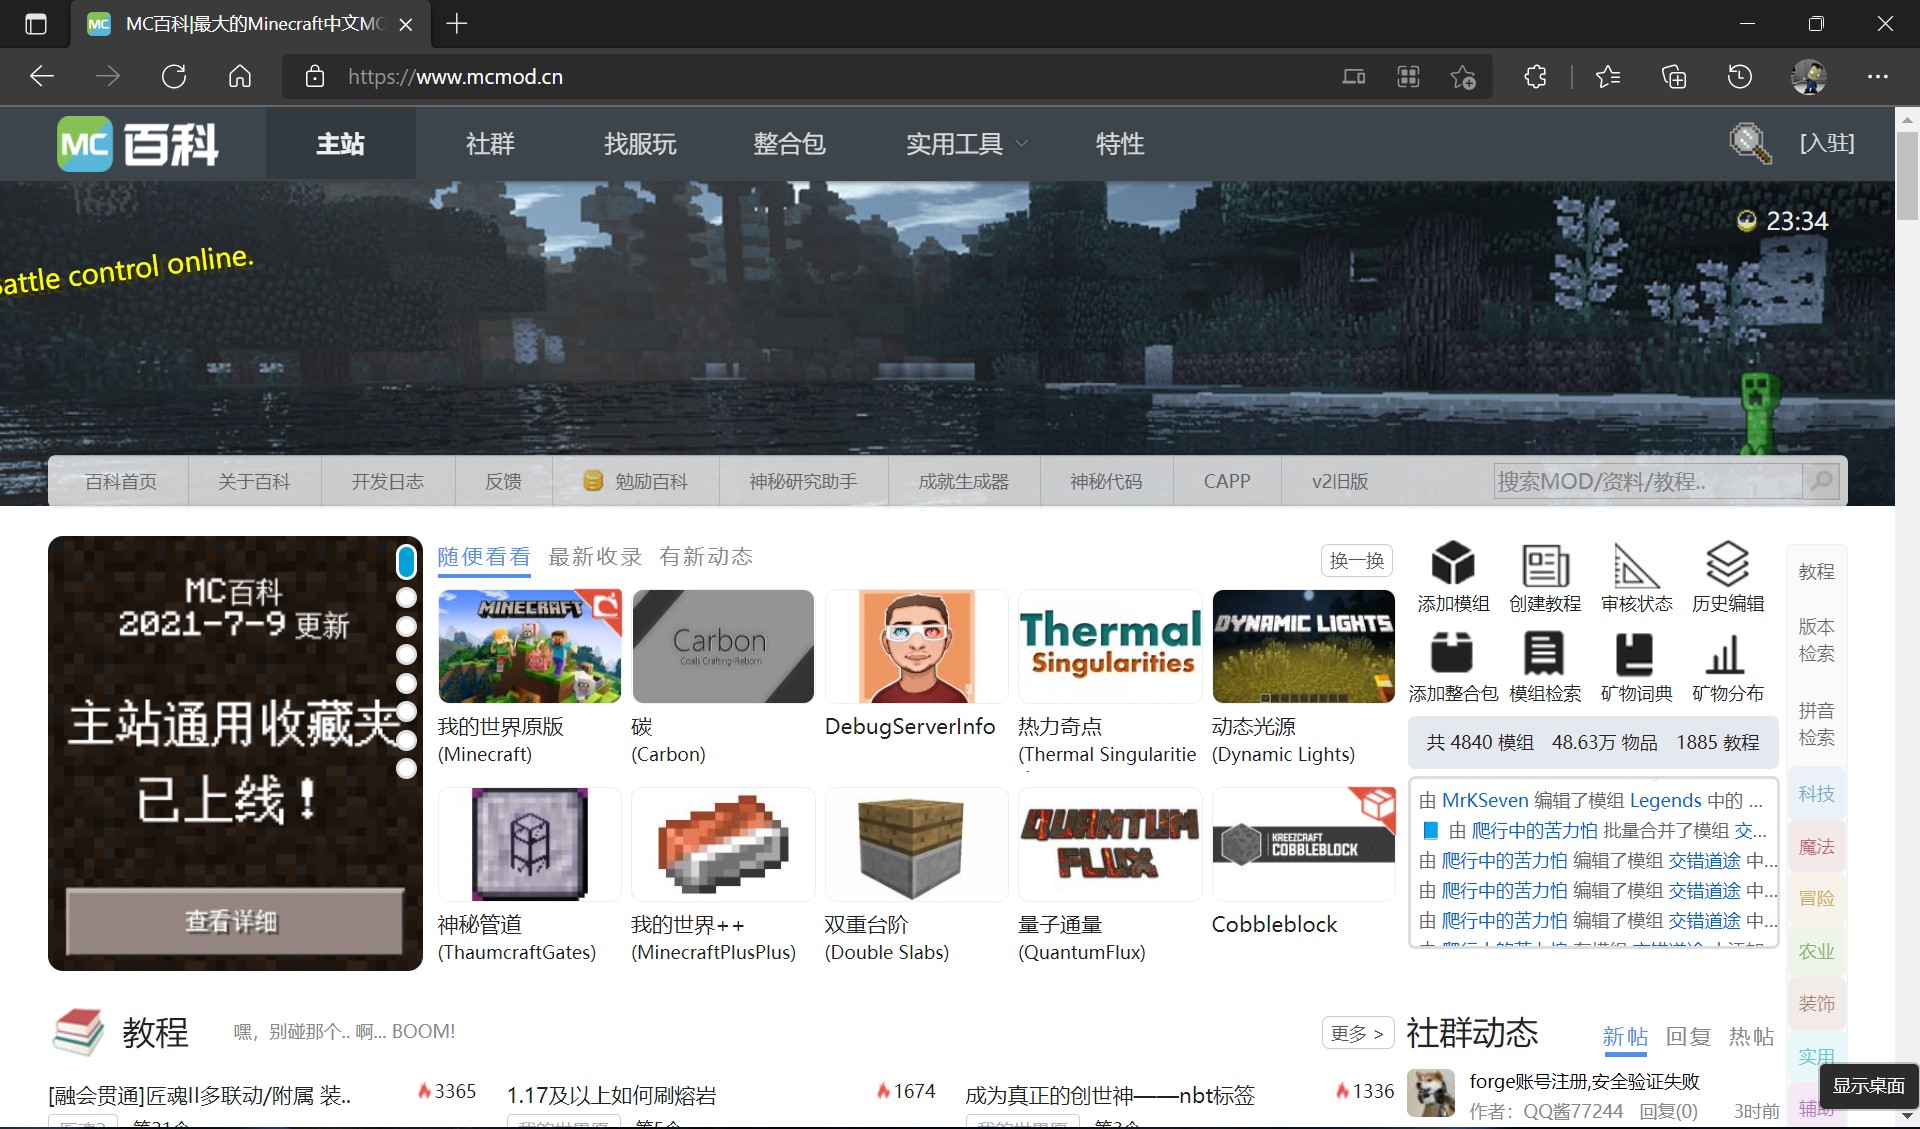 MC百科|最大的Minecraft中文MC
https://www.mcmod.cn
MC 百科
主站
社群
找服玩
整合包
实用工具
特性
[入驻]
23:34
attle control online.
百科首页
关于百科
开发日志
反馈
勉励百科
神秘研究助手
成就生成器
神秘代码
CAPP
v2旧版
搜索MOD/资料/教程..
MC百科
2021-7-9 更新
主站通用收藏夹
已上线！
查看详细
随便看看 最新收录 有新动态
换一换
MINECRAFT
Carbon
Coals Crafting-Reborn
Thermal
Singularities
DYNAMIC LIGHTS
我的世界原版
(Minecraft)
碳
(Carbon)
DebugServerInfo
热力奇点
(Thermal Singularitie
动态光源
(Dynamic Lights)
QUANTUM
FLUX
KREEZCRAFT
COBBLEBLOCK
神秘管道
(ThaumcraftGates)
我的世界++
(MinecraftPlusPlus)
双重台阶
(Double Slabs)
量子通量
(QuantumFlux)
Cobbleblock
添加模组
创建教程
审核状态
历史编辑
添加整合包
模组检索
矿物词典
矿物分布
共 4840 模组 48.63万 物品 1885 教程
由 MrKSeven 编辑了模组 Legends 中的 ...
由 爬行中的苦力怕 批量合并了模组 交...
由 爬行中的苦力怕 编辑了模组 交错道途 中...
由 爬行中的苦力怕 编辑了模组 交错道途 中...
由 爬行中的苦力怕 编辑了模组 交错道途 中...
教程
版本
检索
拼音
检索
科技
魔法
冒险
农业
装饰
实用
辅助
显示桌面
教程
嘿，别碰那个.. 啊... BOOM!
更多 >
[融会贯通]匠魂II多联动/附属 装..
3365
1.17及以上如何刷熔岩
1674
成为真正的创世神——nbt标签
1336
社群动态
新帖 回复 热帖
forge账号注册,安全验证失败
作者：QQ酱77244 回复(0) 3时前